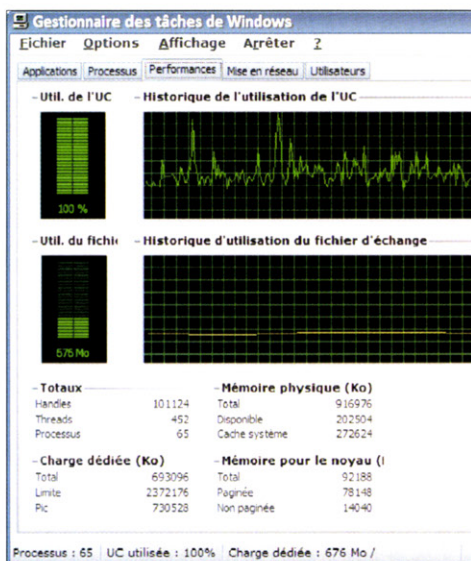 Gestionnaire des tâches de Windows
Fichier Options Affichage Arrêter ?
Applications Processus Performances Mise en réseau Utilisateurs
Util. de l'UC Historique de l'utilisation de l'UC
100 %
Util. du fichie Historique d'utilisation du fichier d'échange
675 Mo
Totaux Mémoire physique (Ko)
Handles 101124 Total 916976
Threads 452 Disponible 202504
Processus 65 Cache système 272624
Charge dédiée (Ko) Mémoire pour le noyau (
Total 693096 Total 92188
Limite 2372176 Paginée 78148
Pic 730528 Non paginée 14040
Processus : 65 UC utilisée : 100% Charge dédiée : 676 Mo /